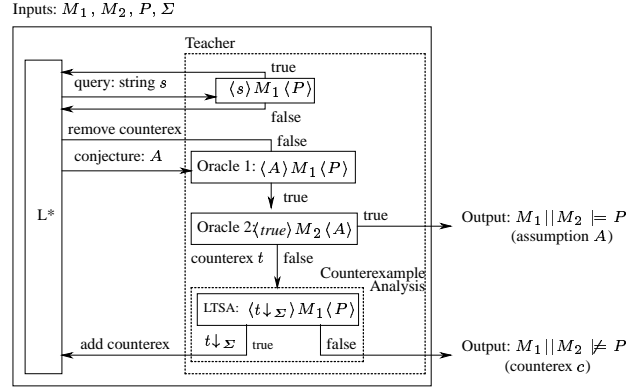 Inputs: M₁, M₂, P, Σ
Teacher
true
query: string s
⟨s⟩ M₁ ⟨P⟩
false
remove counterex
false
conjecture: A
Oracle 1: ⟨A⟩ M₁ ⟨P⟩
true
L*
Oracle 2: ⟨true⟩ M₂ ⟨A⟩
true
Output: M₁ || M₂ |= P
(assumption A)
counterex t
false
Counterexample
Analysis
LTSA: ⟨t↓Σ⟩ M₁ ⟨P⟩
add counterex
t↓Σ
true
false
Output: M₁ || M₂ |≠ P
(counterex c)